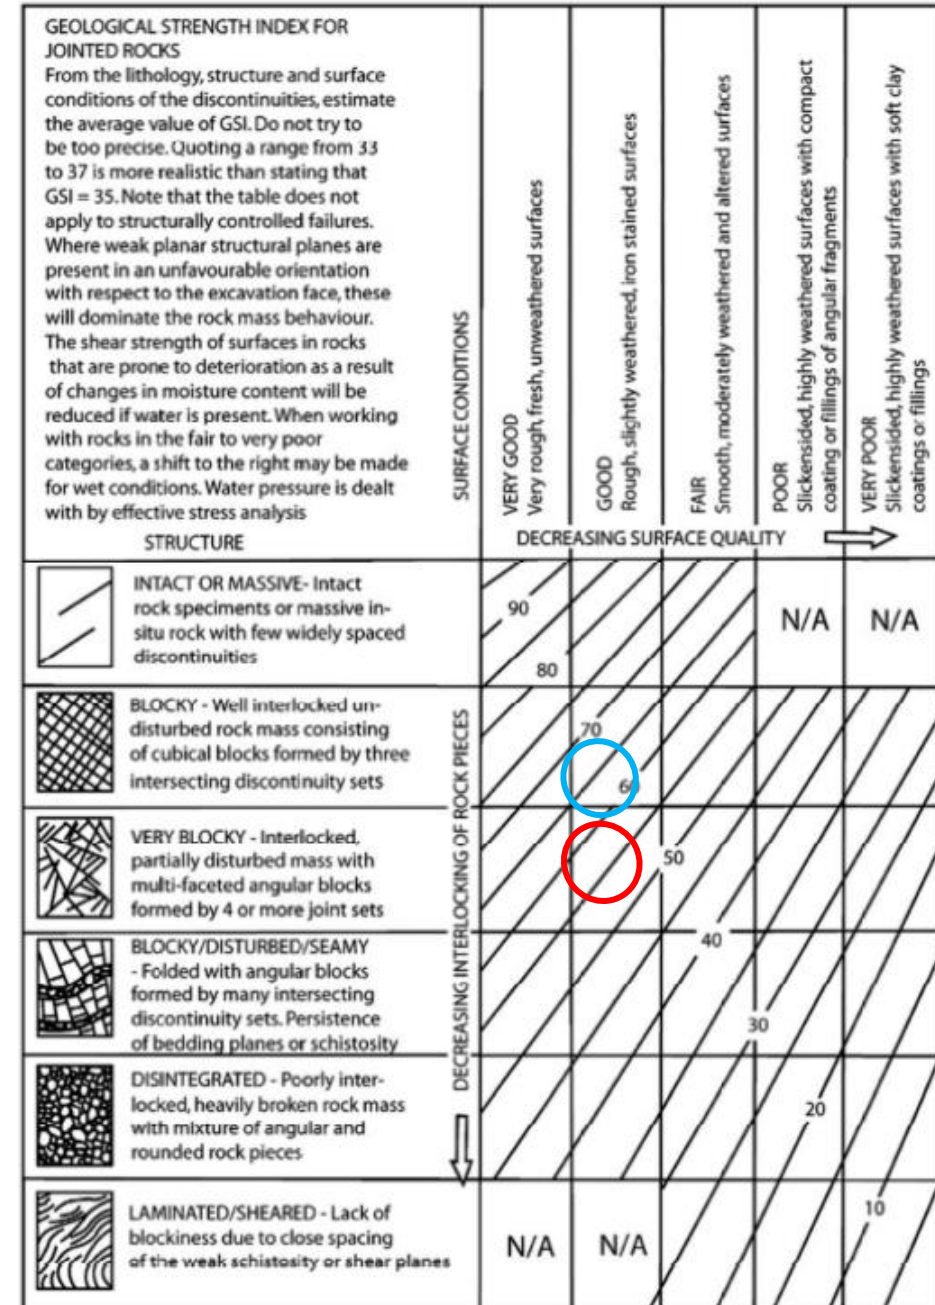 GEOLOGICAL STRENGTH INDEX FOR
JOINTED ROCKS
From the lithology, structure and surface
conditions of the discontinuities, estimate
the average value of GSI. Do not try to
be too precise. Quoting a range from 33
to 37 is more realistic than stating that
GSI = 35. Note that the table does not
apply to structurally controlled failures.
Where weak planar structural planes are
present in an unfavourable orientation
with respect to the excavation face, these
will dominate the rock mass behaviour.
The shear strength of surfaces in rocks
that are prone to deterioration as a result
of changes in moisture content will be
reduced if water is present. When working
with rocks in the fair to very poor
categories, a shift to the right may be made
for wet conditions. Water pressure is dealt
with by effective stress analysis
STRUCTURE
SURFACE CONDITIONS
VERY GOOD
Very rough, fresh, unweathered surfaces
GOOD
Rough, slightly weathered, iron stained surfaces
FAIR
Smooth, moderately weathered and altered surfaces
POOR
Slickensided, highly weathered surfaces with compact
coating or fillings of angular fragments
VERY POOR
Slickensided, highly weathered surfaces with soft clay
coatings or fillings
DECREASING SURFACE QUALITY
DECREASING INTERLOCKING OF ROCK PIECES
INTACT OR MASSIVE- Intact
rock speciments or massive in-
situ rock with few widely spaced
discontinuities
90
80
N/A
N/A
BLOCKY - Well interlocked un-
disturbed rock mass consisting
of cubical blocks formed by three
intersecting discontinuity sets
70
60
VERY BLOCKY - Interlocked,
partially disturbed mass with
multi-faceted angular blocks
formed by 4 or more joint sets
50
BLOCKY/DISTURBED/SEAMY
- Folded with angular blocks
formed by many intersecting
discontinuity sets. Persistence
of bedding planes or schistosity
40
30
DISINTEGRATED - Poorly inter-
locked, heavily broken rock mass
with mixture of angular and
rounded rock pieces
20
LAMINATED/SHEARED - Lack of
blockiness due to close spacing
of the weak schistosity or shear planes
N/A
N/A
10